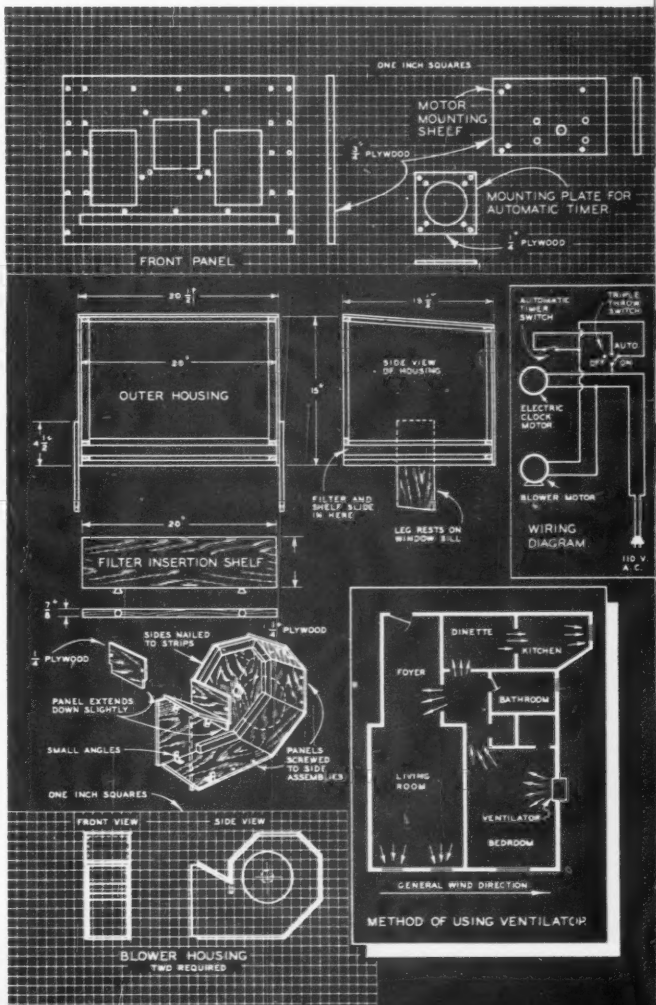 ONE INCH SQUARES
MOTOR
MOUNTING
SHELF
3/4" PLYWOOD
MOUNTING PLATE FOR
AUTOMATIC TIMER
1/4" PLYWOOD
FRONT PANEL
20 1/2"
20"
OUTER HOUSING
4 1/2"
15"
SIDE VIEW
OF HOUSING
FILTER AND
SHELF SLIDE
IN HERE
LEG RESTS ON
WINDOW SILL
AUTOMATIC
TIMER
SWITCH
TRIPLE
THROW
SWITCH
AUTO.
OFF
ON
ELECTRIC
CLOCK
MOTOR
BLOWER MOTOR
WIRING
DIAGRAM
110 V.
A.C.
20"
FILTER INSERTION SHELF
7/8"
1/4" PLYWOOD
SIDES NAILED
TO STRIPS
1/4" PLYWOOD
PANEL EXTENDS
DOWN SLIGHTLY
SMALL ANGLES
PANELS
SCREWED
TO SIDE
ASSEMBLIES
ONE INCH SQUARES
FRONT VIEW
SIDE VIEW
BLOWER HOUSING
TWO REQUIRED
DINETTE
KITCHEN
FOYER
BATHROOM
LIVING
ROOM
VENTILATOR
BEDROOM
GENERAL WIND DIRECTION
METHOD OF USING VENTILATOR